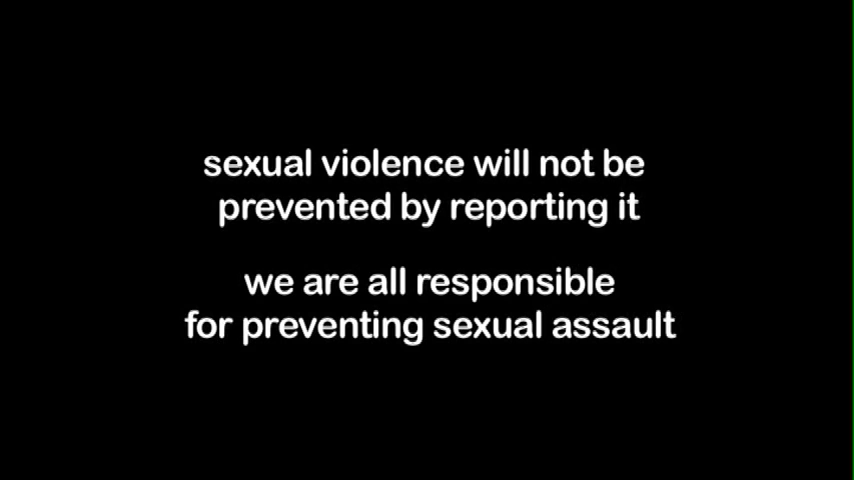 sexual violence will not be
prevented by reporting it
we are all responsible
for preventing sexual assault